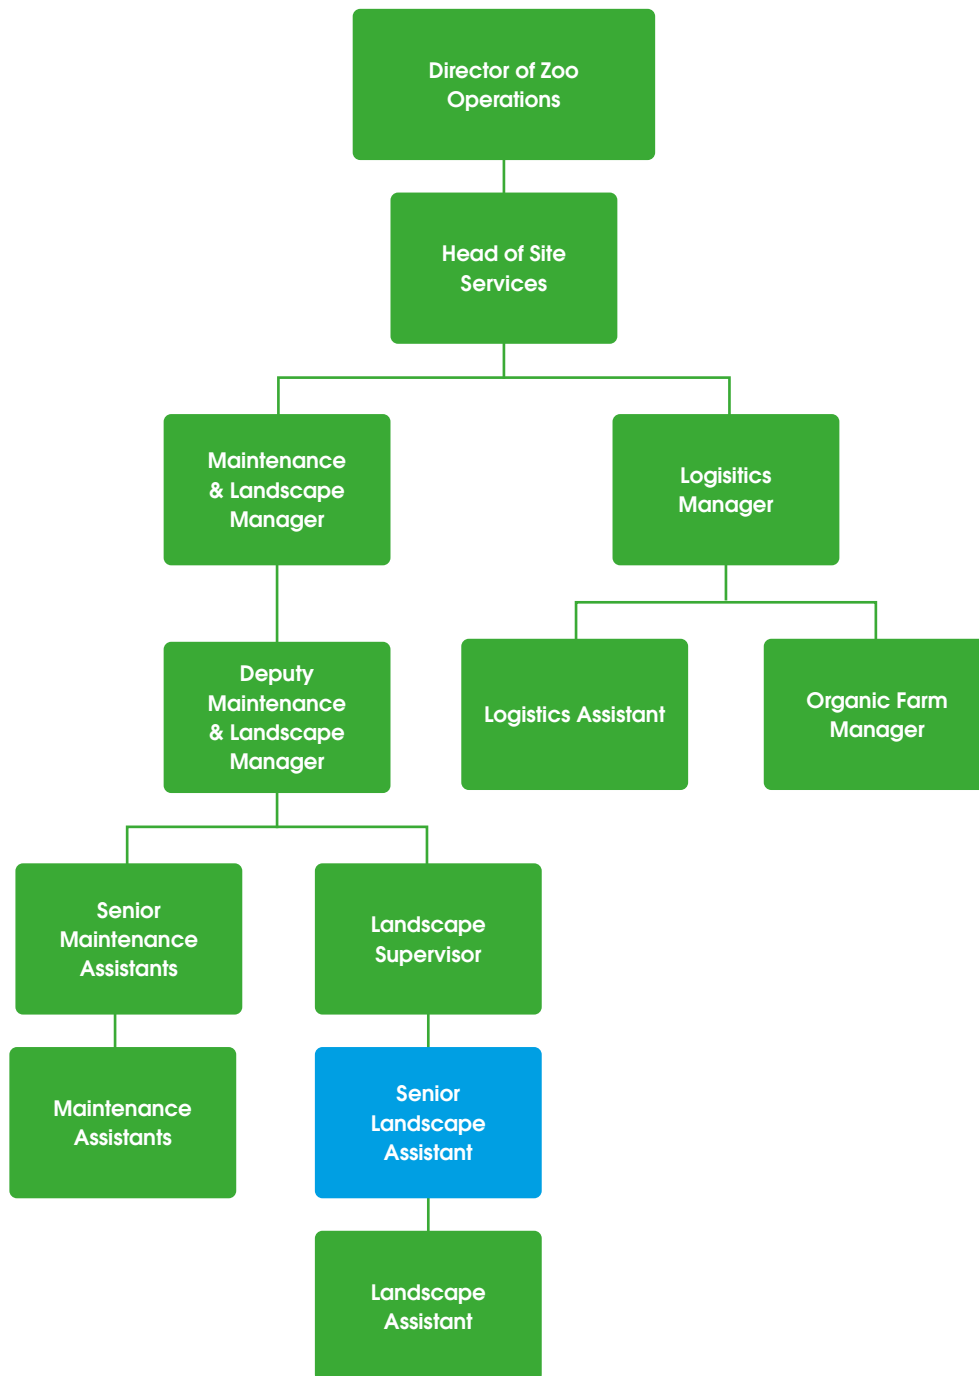 Director of Zoo
Operations
Head of Site
Services
Maintenance
& Landscape
Manager
Logisitics
Manager
Deputy
Maintenance
& Landscape
Manager
Logistics Assistant
Organic Farm
Manager
Senior
Maintenance
Assistants
Landscape
Supervisor
Maintenance
Assistants
Senior
Landscape
Assistant
Landscape
Assistant